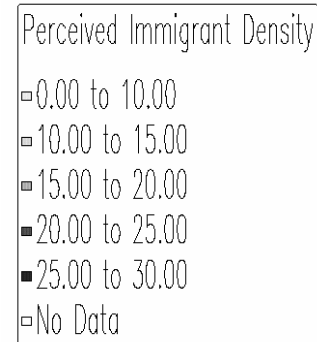 Perceived Immigrant Density
0.00 to 10.00
10.00 to 15.00
15.00 to 20.00
20.00 to 25.00
25.00 to 30.00
No Data